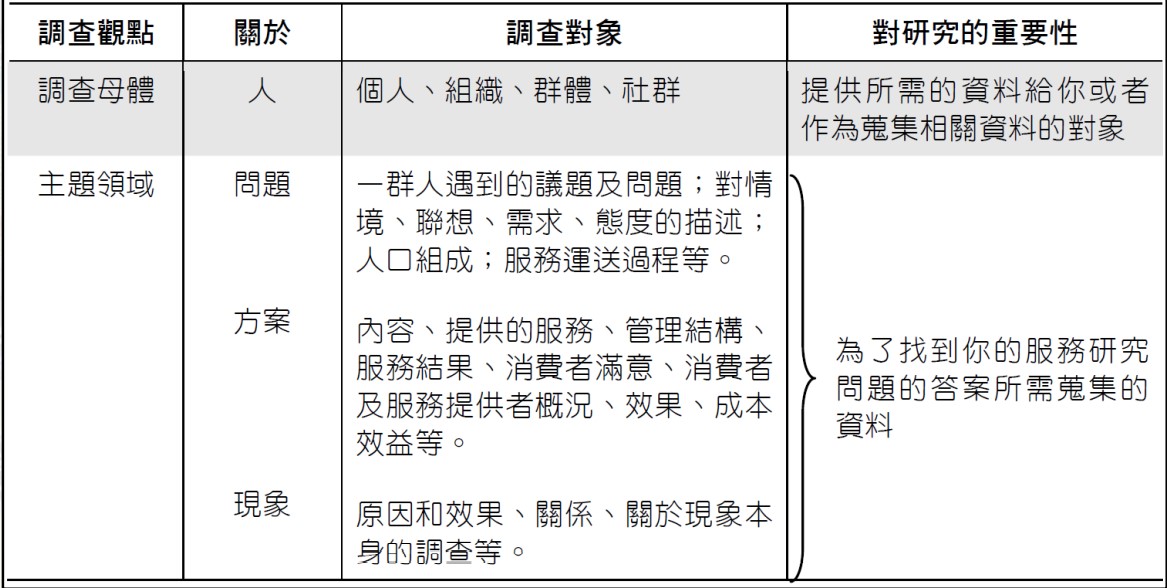 調查觀點 關於 調查對象 對研究的重要性
調查母體 人 個人、組織、群體、社群 提供所需的資料給你或者
作為蒐集相關資料的對象
主題領域 問題 一群人遇到的議題及問題；對情
境、聯想、需求、態度的描述；
人口組成；服務運送過程等。
方案 內容、提供的服務、管理結構、
服務結果、消費者滿意、消費者
及服務提供者概況、效果、成本
效益等。
為了找到你的服務研究
問題的答案所需蒐集的
資料
現象 原因和效果、關係、關於現象本
身的調查等。